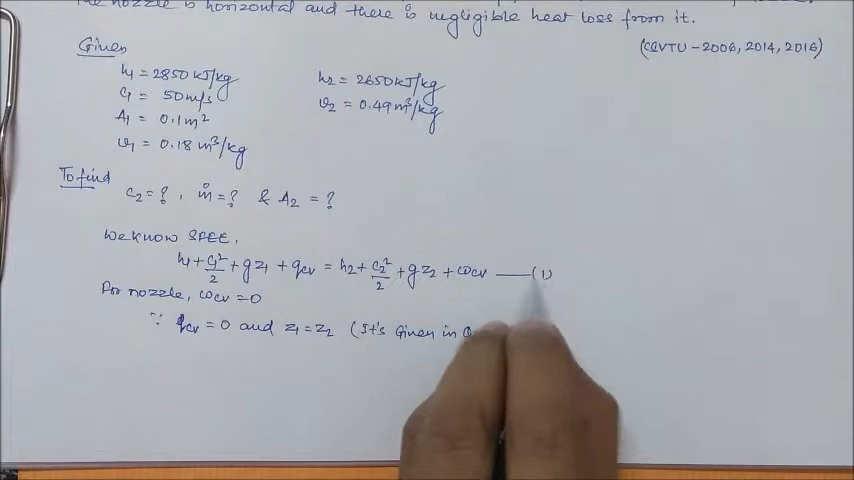 The nozzle is horizontal and there is negligible heat loss from it.
(CGVTU - 2006, 2014, 2016)
Given
h1 = 2850 kJ/kg
h2 = 2650 kJ/kg
c1 = 50 m/s
v2 = 0.49 m³/kg
A1 = 0.1 m²
v1 = 0.18 m³/kg
To find
c2 = ? , ṁ = ? & A2 = ?
We know SFEE,
h1 + c1²/2 + gz1 + qcv = h2 + c2²/2 + gz2 + ωcv —— (1)
For nozzle, ωcv = 0
∵ qcv = 0 and z1 = z2 (It's Given in Q